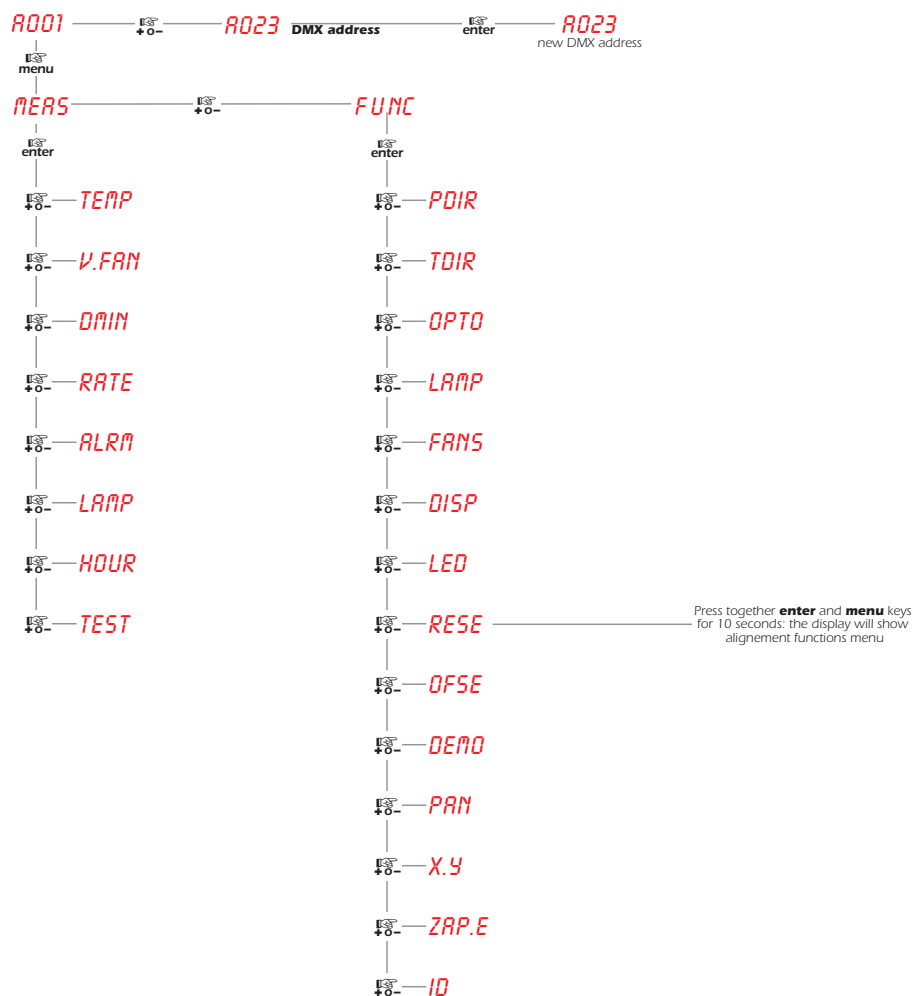 A001 + o - A023 DMX address enter A023
new DMX address
menu
MEAS + o - FUNC
enter enter
+ o - TEMP + o - PDIR
+ o - V.FAN + o - TDIR
+ o - DMIN + o - OPTO
+ o - RATE + o - LAMP
+ o - ALRM + o - FANS
+ o - LAMP + o - DISP
+ o - HOUR + o - LED
+ o - TEST + o - RESE
Press together enter and menu keys
for 10 seconds: the display will show
alignement functions menu
+ o - OFSE
+ o - DEMO
+ o - PAN
+ o - X.Y
+ o - ZAP.E
+ o - ID